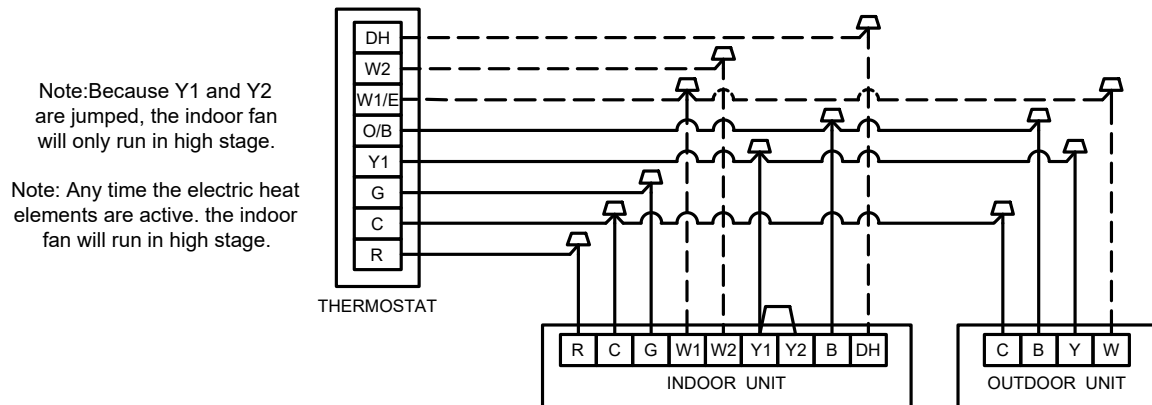 Note:Because Y1 and Y2
are jumped, the indoor fan
will only run in high stage.
Note: Any time the electric heat
elements are active. the indoor
fan will run in high stage.
DH
W2
W1/E
O/B
Y1
G
C
R
THERMOSTAT
R C G W1 W2 Y1 Y2 B DH
INDOOR UNIT
C B Y W
OUTDOOR UNIT